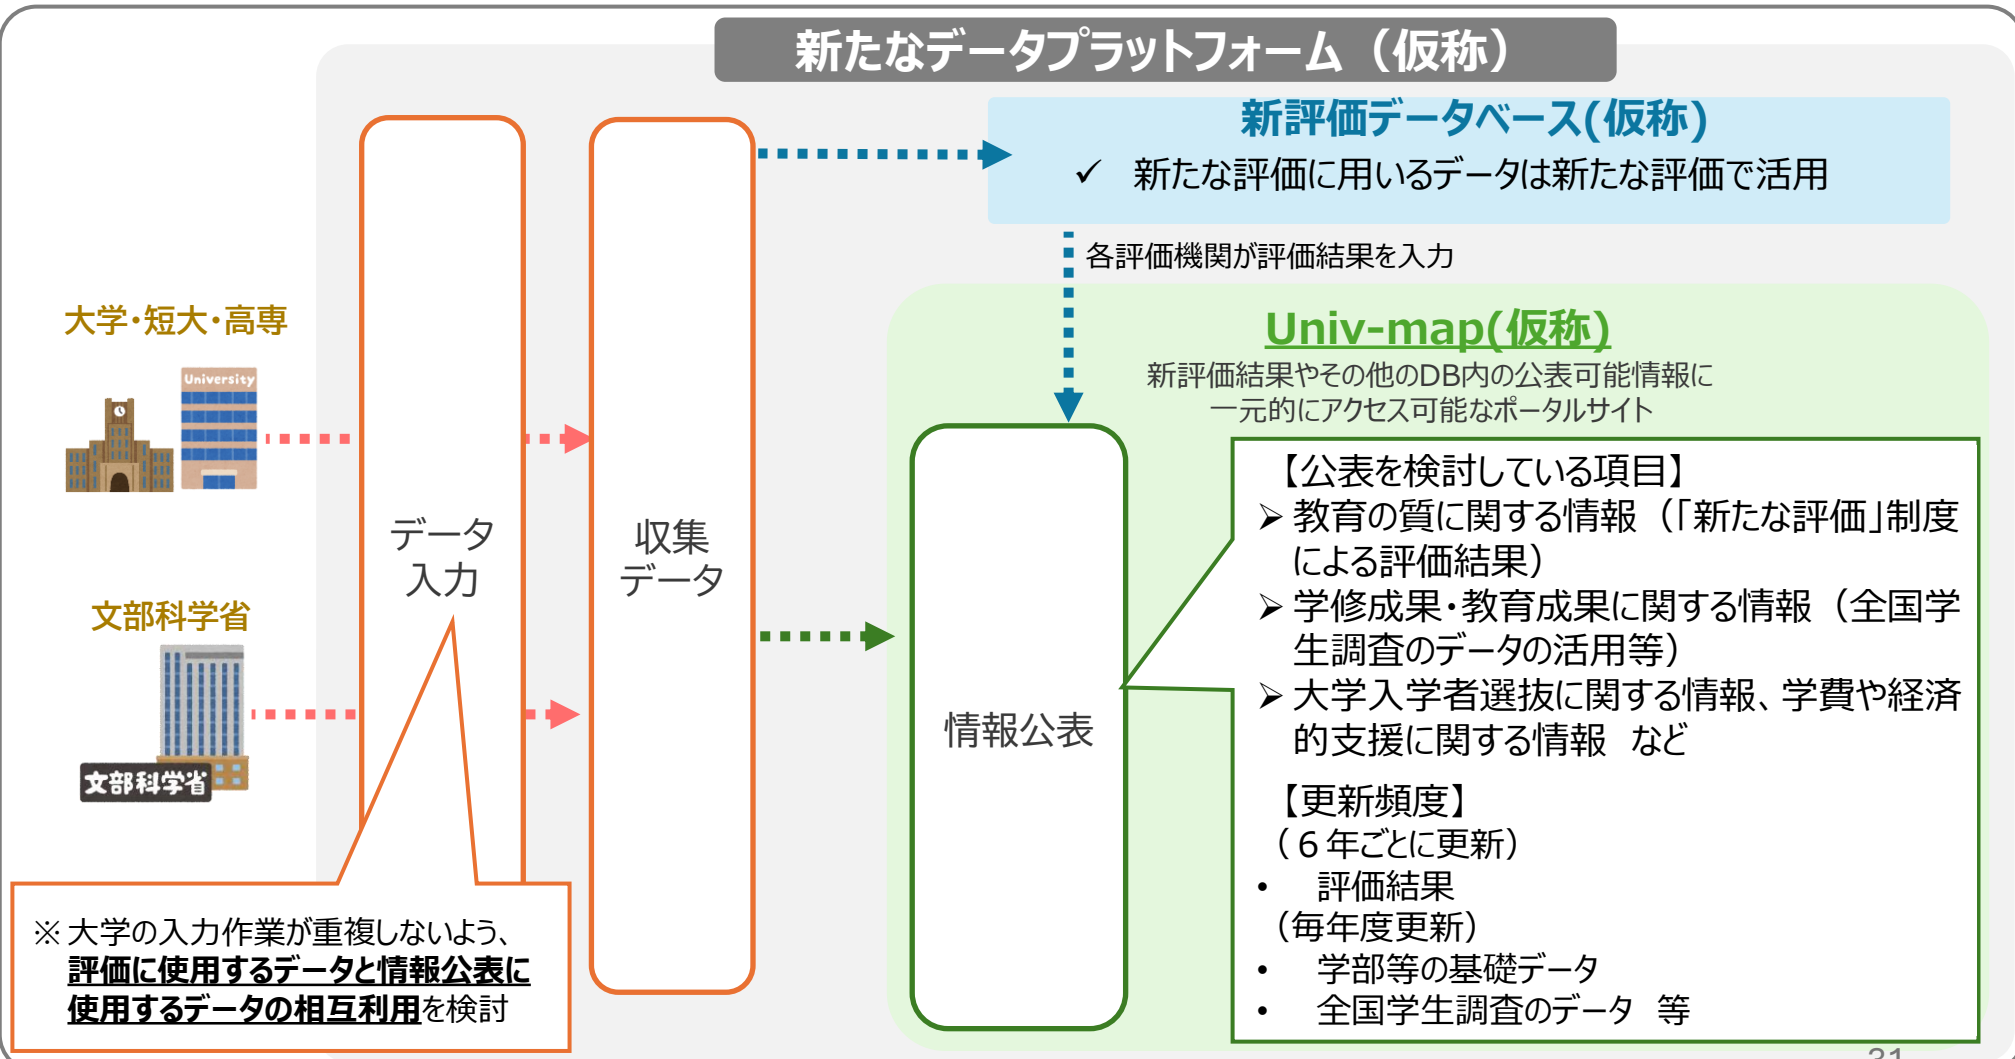 新たなデータプラットフォーム（仮称）
新評価データベース(仮称)
✓ 新たな評価に用いるデータは新たな評価で活用
各評価機関が評価結果を入力
大学・短大・高専
University
文部科学省
文部科学省
データ
入力
収集
データ
※大学の入力作業が重複しないよう、
評価に使用するデータと情報公表に
使用するデータの相互利用を検討
Univ-map(仮称)
新評価結果やその他のDB内の公表可能情報に
一元的にアクセス可能なポータルサイト
情報公表
【公表を検討している項目】
➢ 教育の質に関する情報（「新たな評価」制度
による評価結果）
➢ 学修成果・教育成果に関する情報（全国学
生調査のデータの活用等）
➢ 大学入学者選抜に関する情報、学費や経済
的支援に関する情報　など
【更新頻度】
（６年ごとに更新）
• 評価結果
（毎年度更新）
• 学部等の基礎データ
• 全国学生調査のデータ　等
31